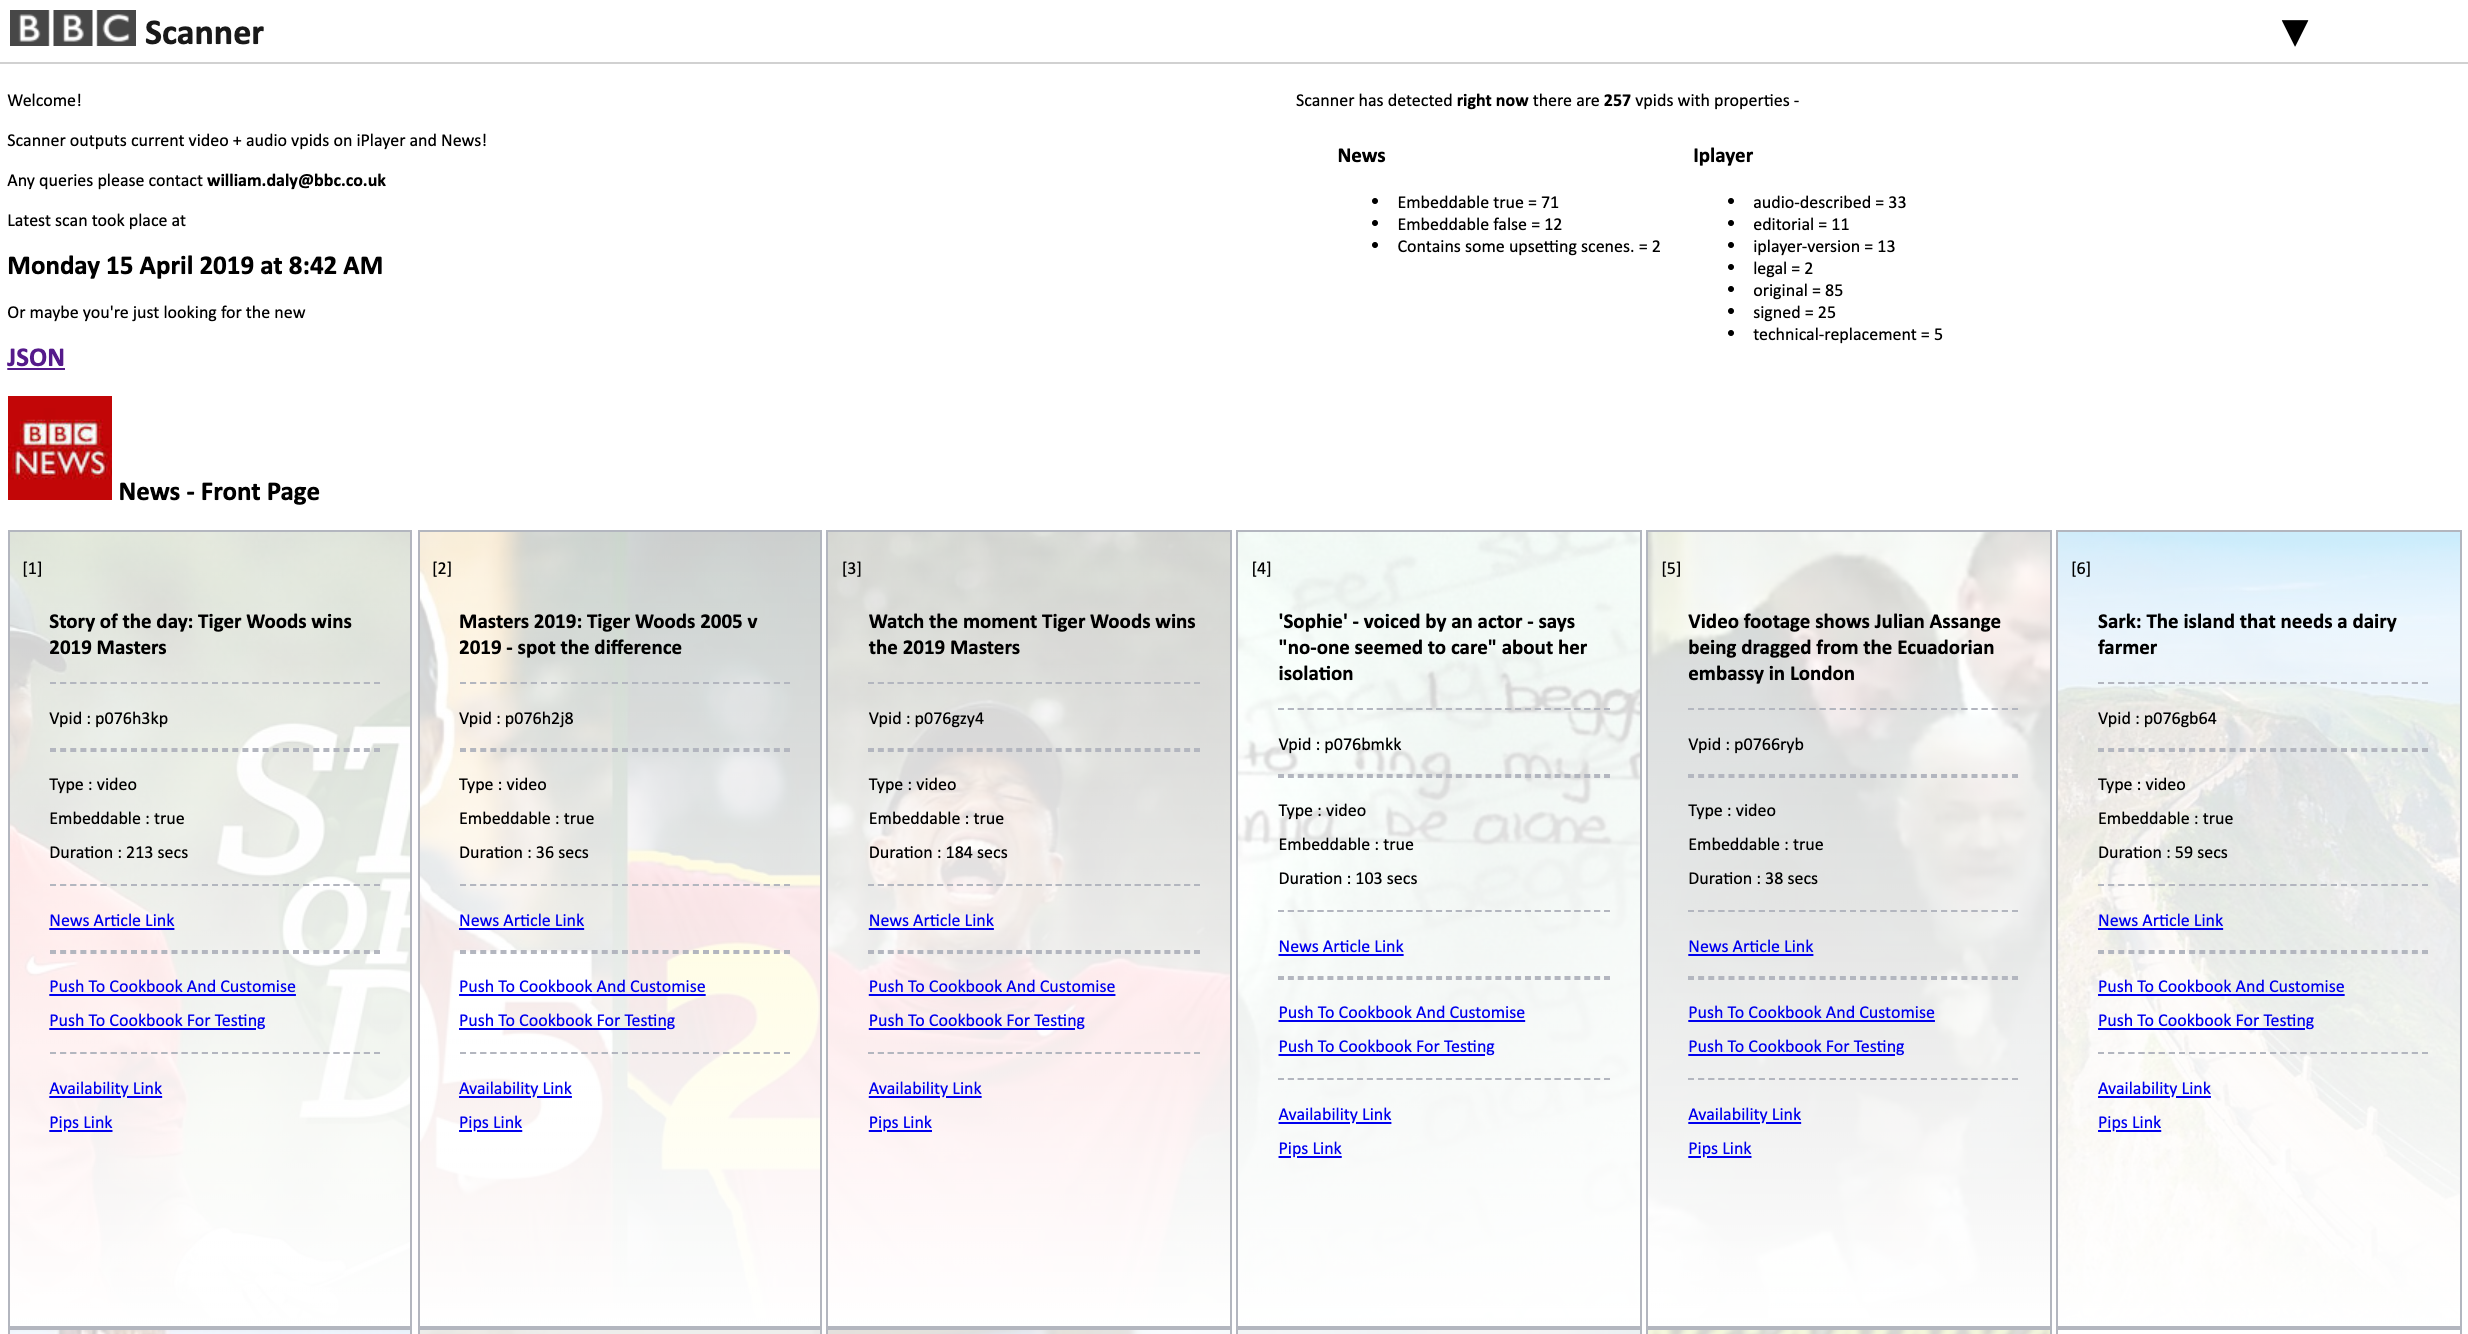 BBC Scanner
▼
Welcome!
Scanner outputs current video + audio vpids on iPlayer and News!
Any queries please contact william.daly@bbc.co.uk
Latest scan took place at
Monday 15 April 2019 at 8:42 AM
Or maybe you're just looking for the new
JSON
Scanner has detected right now there are 257 vpids with properties -
News
• Embeddable true = 71
• Embeddable false = 12
• Contains some upsetting scenes. = 2
Iplayer
• audio-described = 33
• editorial = 11
• iplayer-version = 13
• legal = 2
• original = 85
• signed = 25
• technical-replacement = 5
BBC
NEWS
News - Front Page
[1]
Story of the day: Tiger Woods wins
2019 Masters
Vpid : p076h3kp
Type : video
Embeddable : true
Duration : 213 secs
News Article Link
Push To Cookbook And Customise
Push To Cookbook For Testing
Availability Link
Pips Link
[2]
Masters 2019: Tiger Woods 2005 v
2019 - spot the difference
Vpid : p076h2j8
Type : video
Embeddable : true
Duration : 36 secs
News Article Link
Push To Cookbook And Customise
Push To Cookbook For Testing
Availability Link
Pips Link
[3]
Watch the moment Tiger Woods wins
the 2019 Masters
Vpid : p076gzy4
Type : video
Embeddable : true
Duration : 184 secs
News Article Link
Push To Cookbook And Customise
Push To Cookbook For Testing
Availability Link
Pips Link
[4]
'Sophie' - voiced by an actor - says
"no-one seemed to care" about her
isolation
Vpid : p076bmkk
Type : video
Embeddable : true
Duration : 103 secs
News Article Link
Push To Cookbook And Customise
Push To Cookbook For Testing
Availability Link
Pips Link
[5]
Video footage shows Julian Assange
being dragged from the Ecuadorian
embassy in London
Vpid : p0766ryb
Type : video
Embeddable : true
Duration : 38 secs
News Article Link
Push To Cookbook And Customise
Push To Cookbook For Testing
Availability Link
Pips Link
[6]
Sark: The island that needs a dairy
farmer
Vpid : p076gb64
Type : video
Embeddable : true
Duration : 59 secs
News Article Link
Push To Cookbook And Customise
Push To Cookbook For Testing
Availability Link
Pips Link